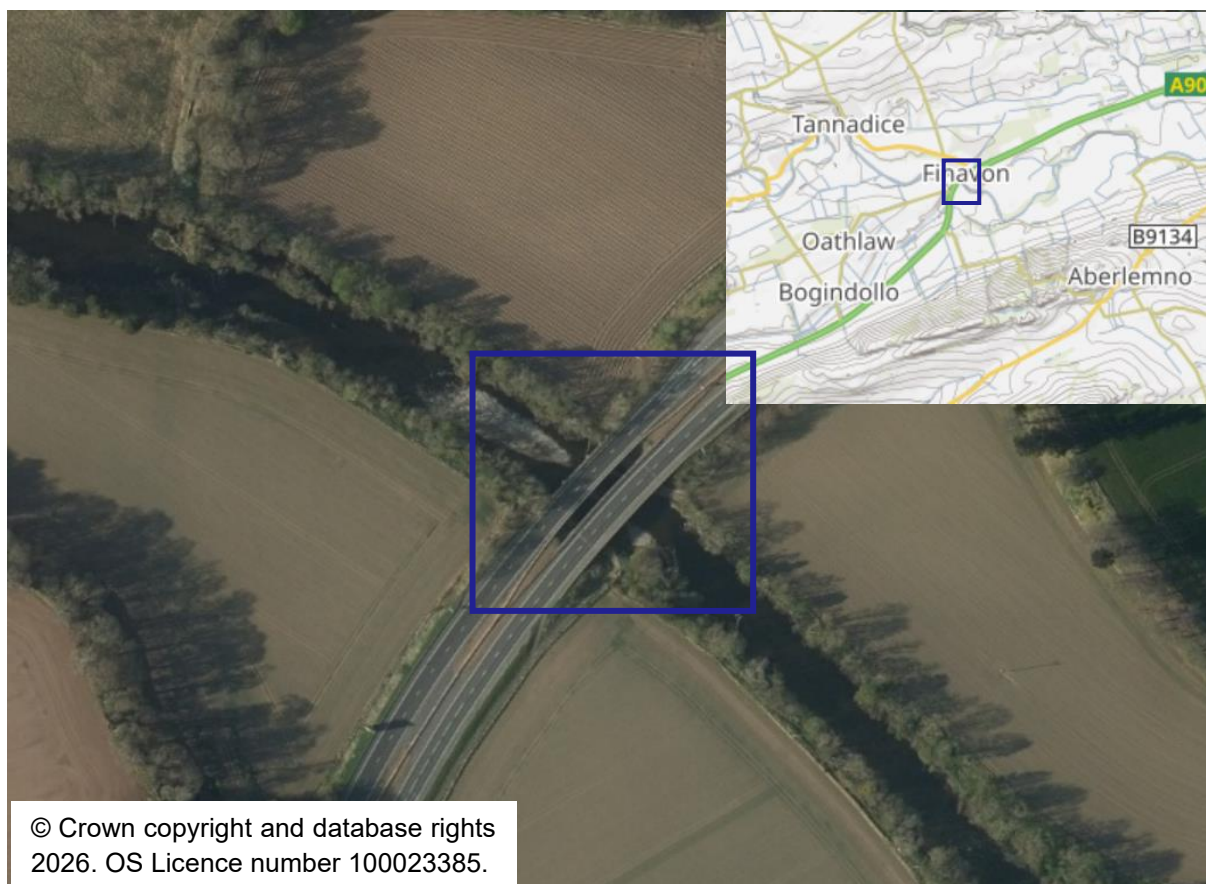 A90
Tannadice
Finavon
Oathlaw
B9134
Aberlemno
Bogindollo
© Crown copyright and database rights
2026. OS Licence number 100023385.